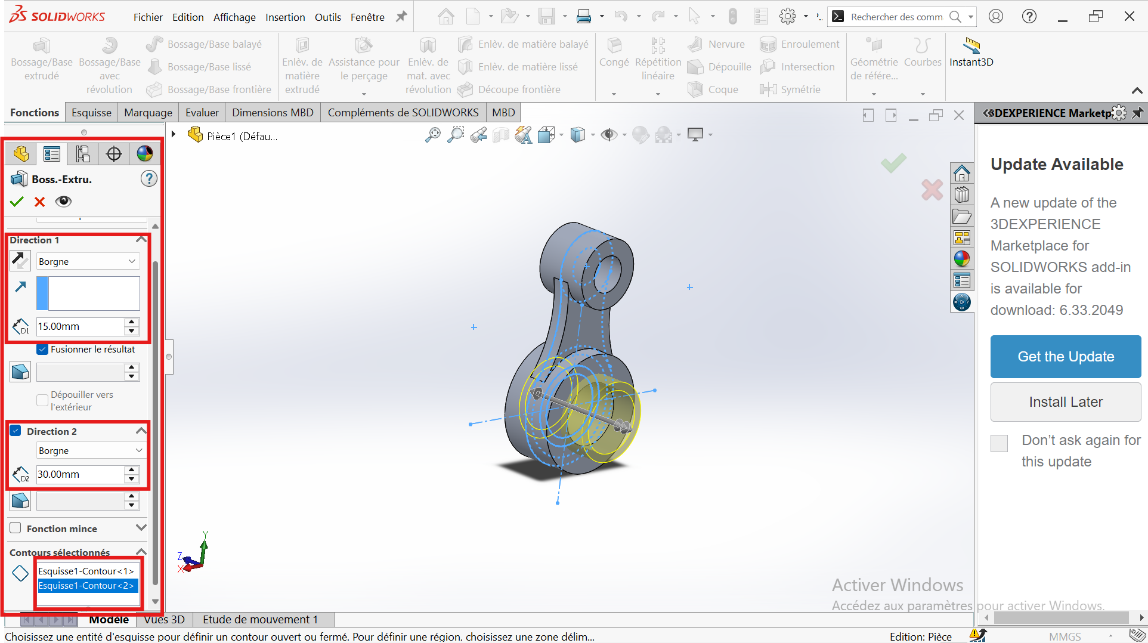 SOLIDWORKS
Fichier Edition Affichage Insertion Outils Fenêtre
Rechercher des comm
Bossage/Base extrudé
Bossage/Base avec révolution
Bossage/Base balayé
Bossage/Base lissé
Bossage/Base frontière
Enlèv. de matière extrudé
Assistance pour le perçage
Enlèv. de mat. avec révolution
Enlèv. de matière balayé
Enlèv. de matière lissé
Découpe frontière
Congé
Répétition linéaire
Nervure
Dépouille
Coque
Enroulement
Intersection
Symétrie
Géométrie de référe...
Courbes
Instant3D
Fonctions Esquisse Marquage Evaluer Dimensions MBD Compléments de SOLIDWORKS MBD
Pièce1 (Défau...
Boss.-Extru.
Direction 1
Borgne
D1
15.00mm
Fusionner le résultat
Dépouiller vers l'extérieur
Direction 2
Borgne
D2
30.00mm
Fonction mince
Contours sélectionnés
Esquisse1-Contour<1>
Esquisse1-Contour<2>
Y
Z
X
3DEXPERIENCE Marketp
Update Available
A new update of the
3DEXPERIENCE
Marketplace for
SOLIDWORKS add-in
is available for
download: 6.33.2049
Get the Update
Install Later
Don't ask again for
this update
Activer Windows
Accédez aux paramètres pour activer Windows.
Modèle Vues 3D Etude de mouvement 1
Choisissez une entité d'esquisse pour définir un contour ouvert ou fermé. Pour définir une région, choisissez une zone délim...
Edition: Pièce
MMGS